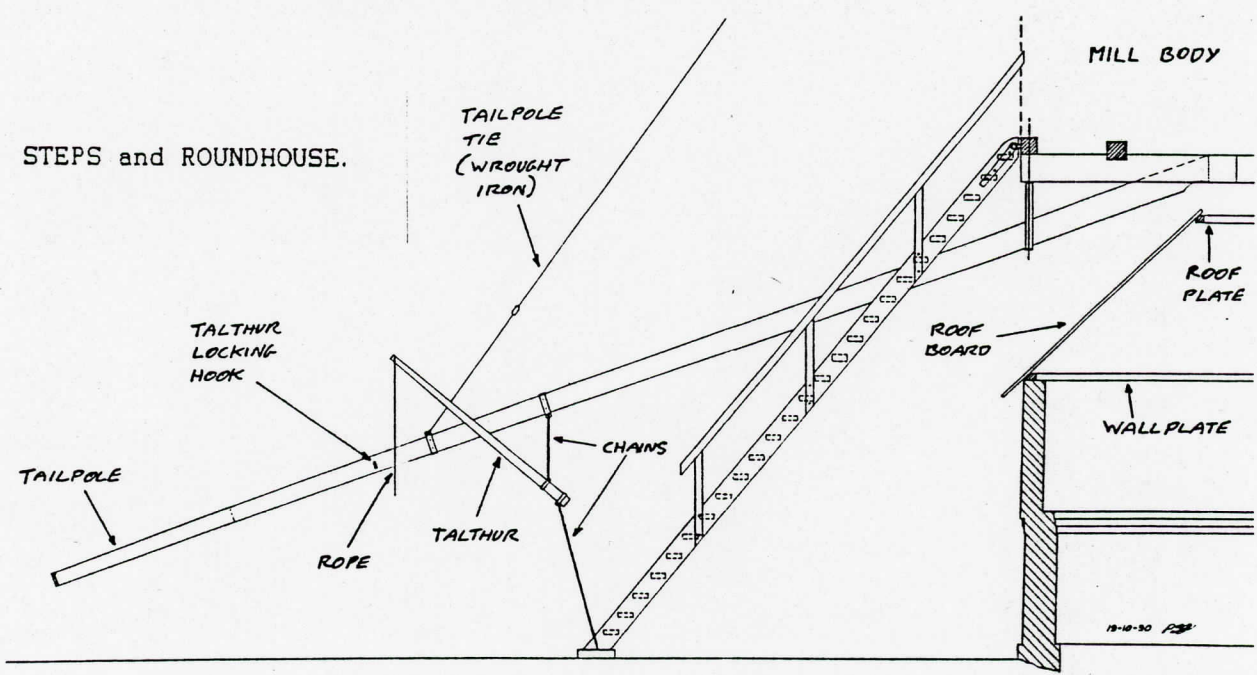 MILL BODY
TAILPOLE
TIE
(WROUGHT
IRON)
STEPS and ROUNDHOUSE.
ROOF
PLATE
TALTHUR
LOCKING
HOOK
ROOF
BOARD
WALLPLATE
CHAINS
TAILPOLE
TALTHUR
ROPE